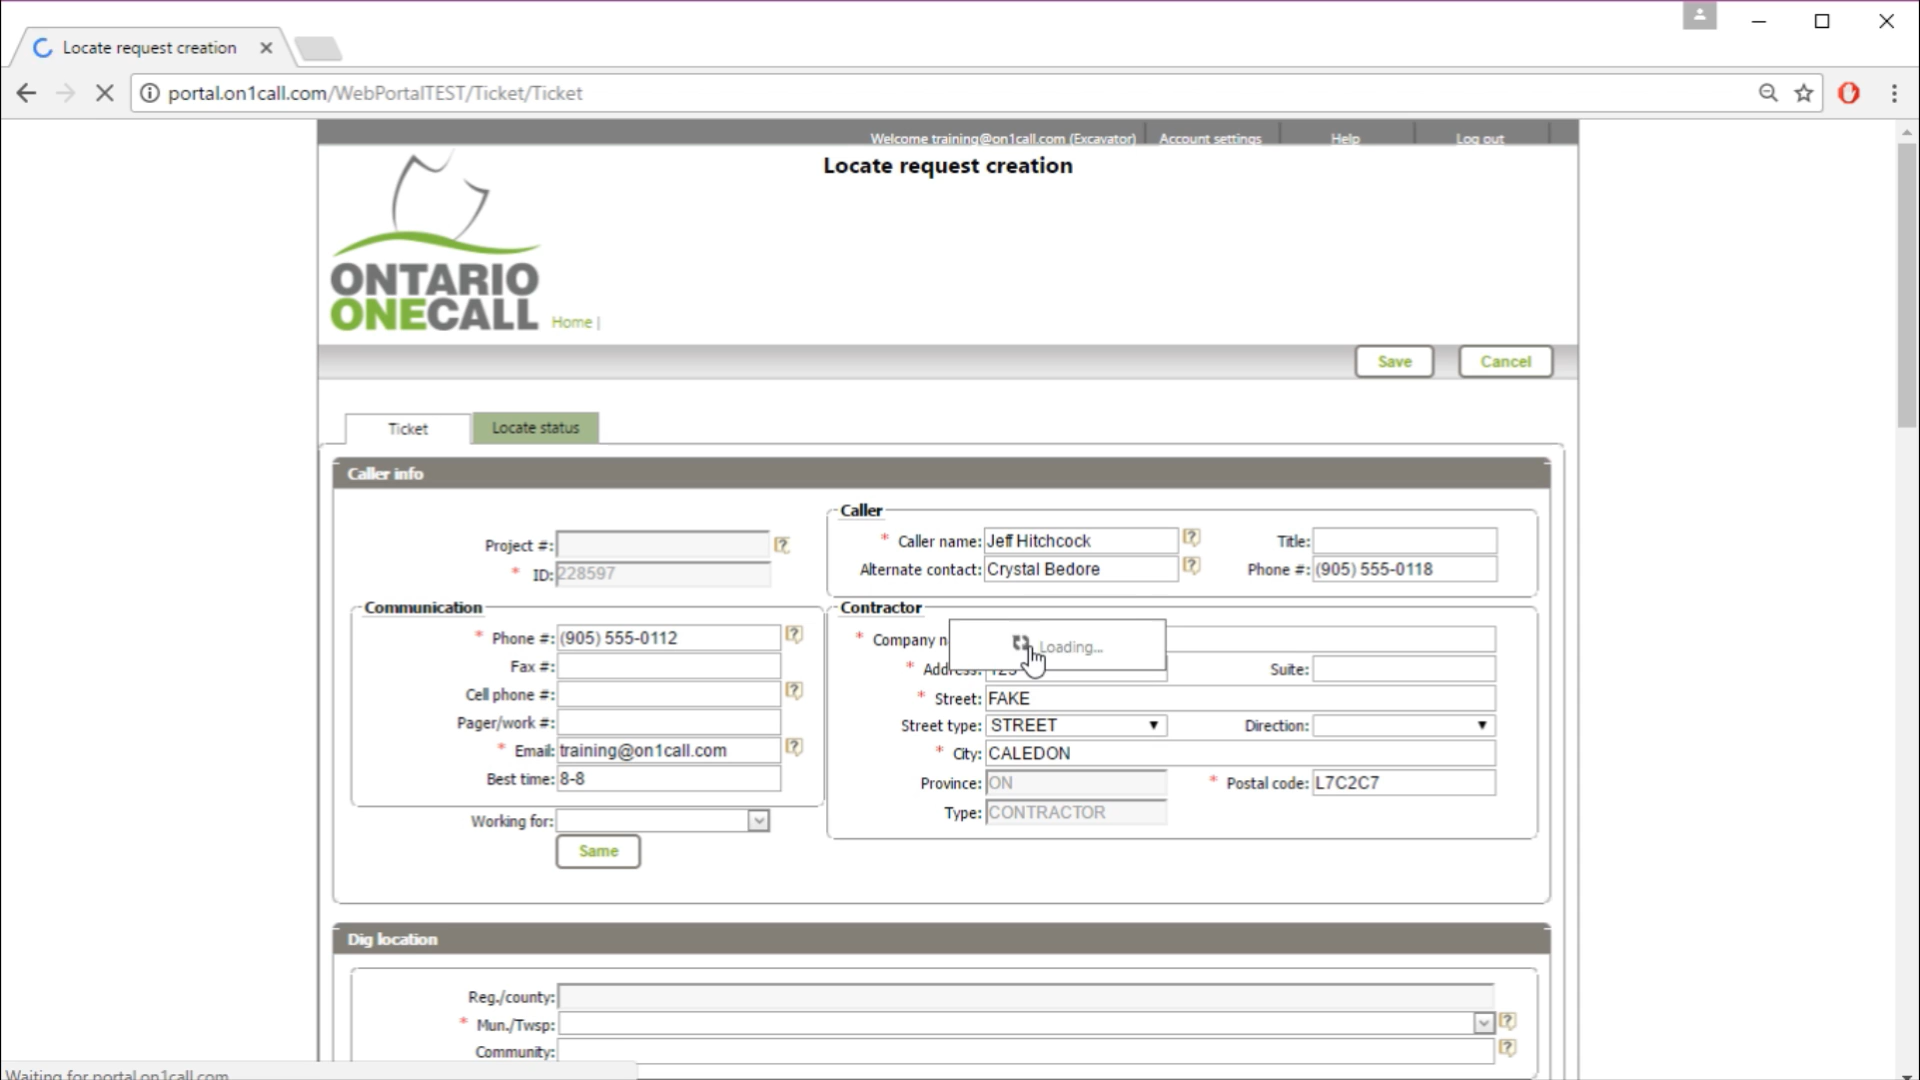 Locate request creation
portal.on1call.com/WebPortalTEST/Ticket/Ticket
Welcome training@on1call.com (Excavator) Account settings Help Log out
Locate request creation
ONTARIO
ONECALL
Home |
Save Cancel
Ticket Locate status
Caller info
Project #:
* ID: 228597
Caller
* Caller name: Jeff Hitchcock Title:
Alternate contact: Crystal Bedore Phone #: (905) 555-0118
Communication
* Phone #: (905) 555-0112
Fax #:
Cell phone #:
Pager/work #:
* Email: training@on1call.com
Best time: 8-8
Working for:
Same
Contractor
* Company n
Loading...
* Address: Suite:
* Street: FAKE
Street type: STREET Direction:
* City: CALEDON
Province: ON * Postal code: L7C2C7
Type: CONTRACTOR
Dig location
Reg./county:
* Mun./Twsp:
Community:
Waiting for portal.on1call.com